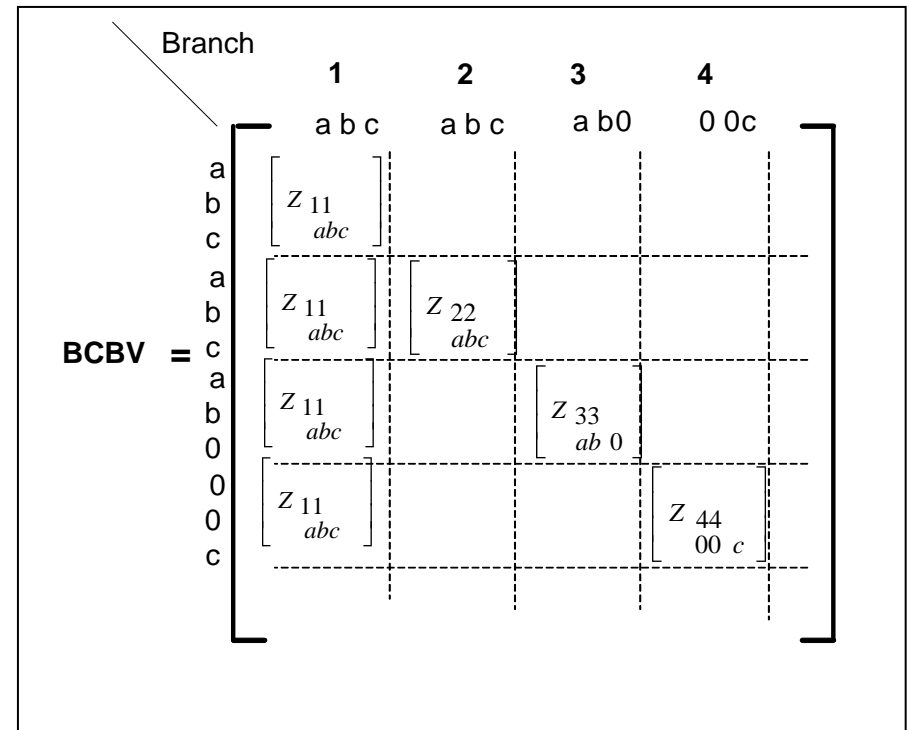 Branch
1 2 3 4
a b c a b c a b0 0 0c
a
b Z 11
c abc
a
b Z 11 Z 22
abc abc
BCBV = c
a
b Z 11 Z 33
abc ab 0
0
0
0 Z 11 Z 44
abc 00 c
c